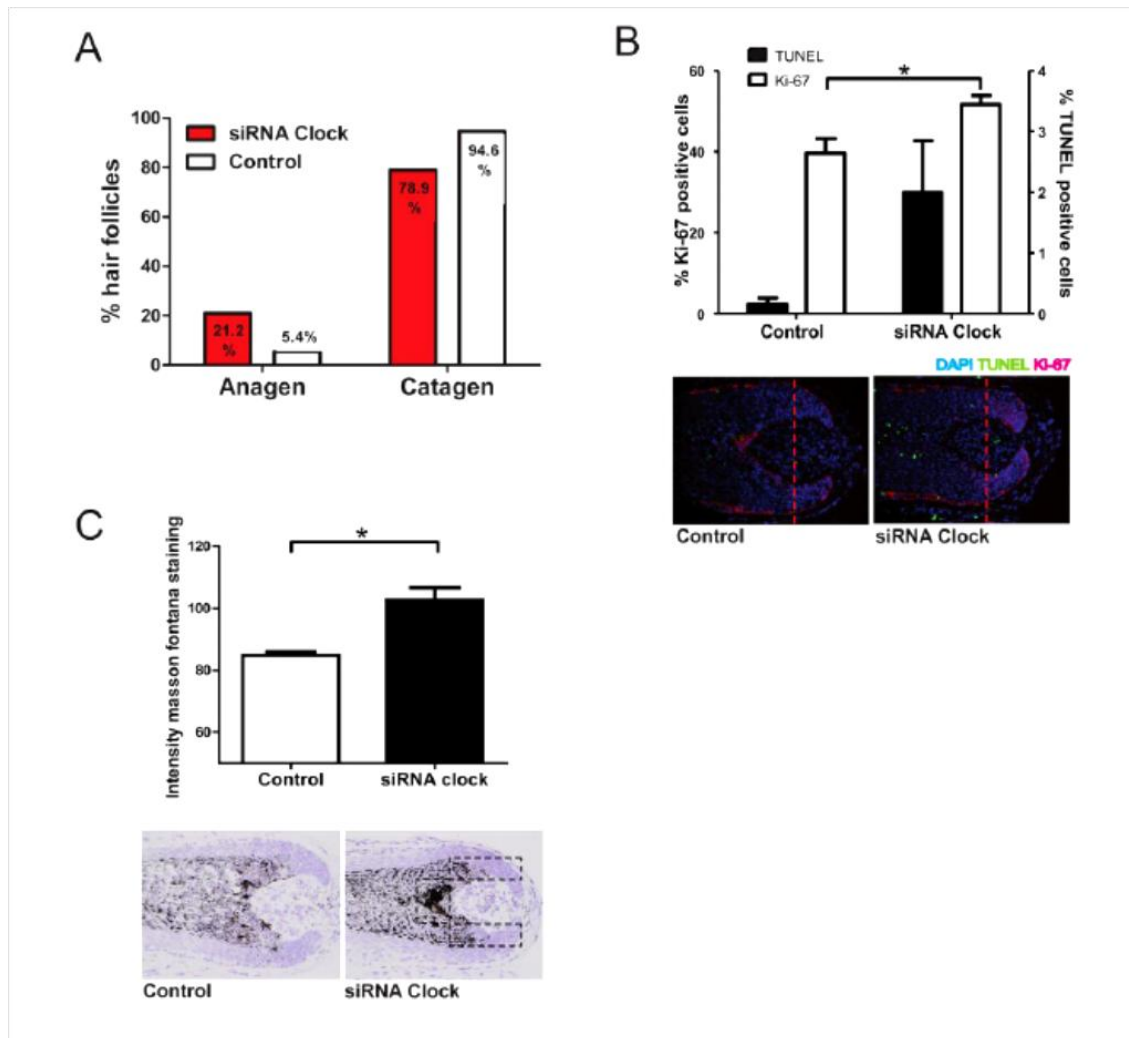 A
100
80
60
40
20
0
% hair follicles
siRNA Clock
Control
21.2
%
5.4%
78.9
%
94.6
%
Anagen
Catagen
B
TUNEL
Ki-67
*
60
40
20
0
% Ki-67 positive cells
4
3
2
1
0
% TUNEL positive cells
Control
siRNA Clock
DAPI TUNEL Ki-67
Control
siRNA Clock
C
*
120
100
80
60
Intensity masson fontana staining
Control
siRNA clock
Control
siRNA Clock